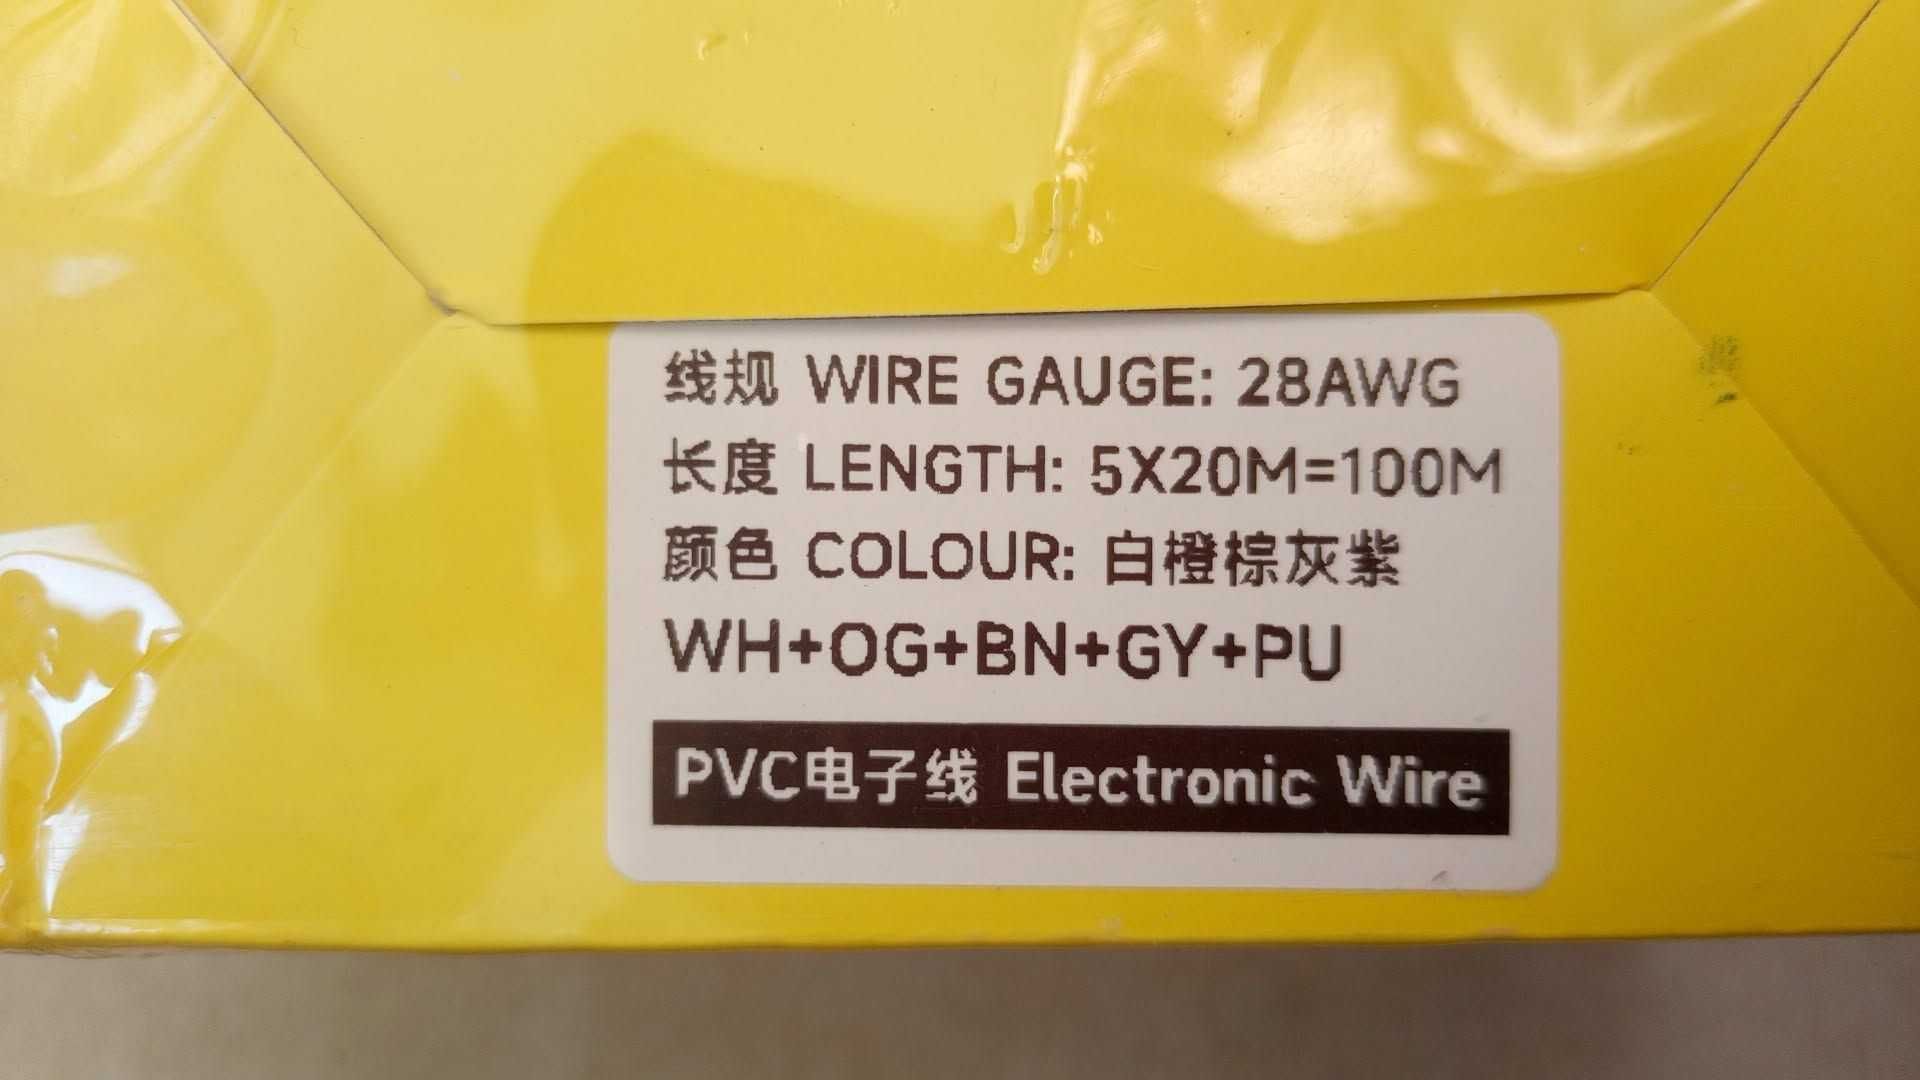 线规 WIRE GAUGE: 28AWG
长度 LENGTH: 5X20M=100M
颜色 COLOUR: 白橙棕灰紫
WH+OG+BN+GY+PU
PVC电子线 Electronic Wire